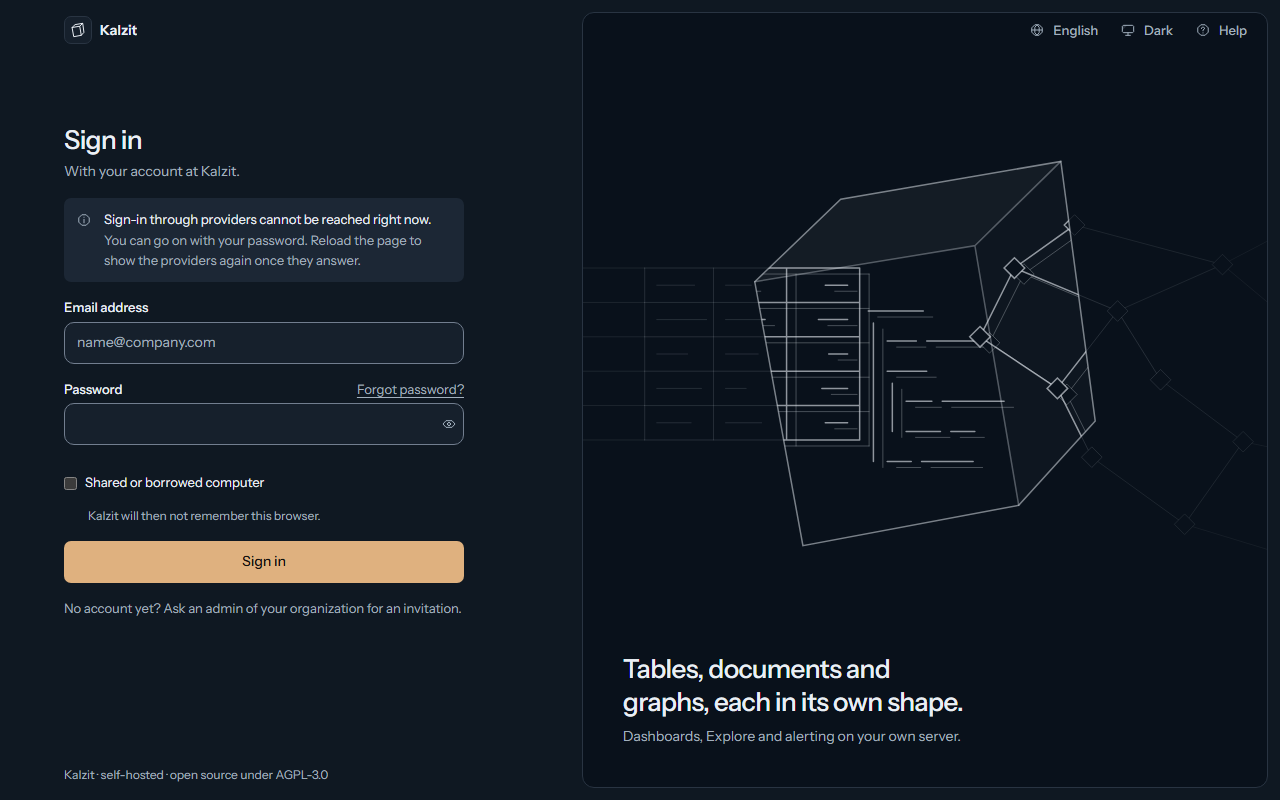 Kalzit
English
Dark
Help
Sign in
With your account at Kalzit.
Sign-in through providers cannot be reached right now.
You can go on with your password. Reload the page to
show the providers again once they answer.
Email address
name@company.com
Password
Forgot password?
Shared or borrowed computer
Kalzit will then not remember this browser.
Sign in
No account yet? Ask an admin of your organization for an invitation.
Tables, documents and
graphs, each in its own shape.
Dashboards, Explore and alerting on your own server.
Kalzit · self-hosted · open source under AGPL-3.0